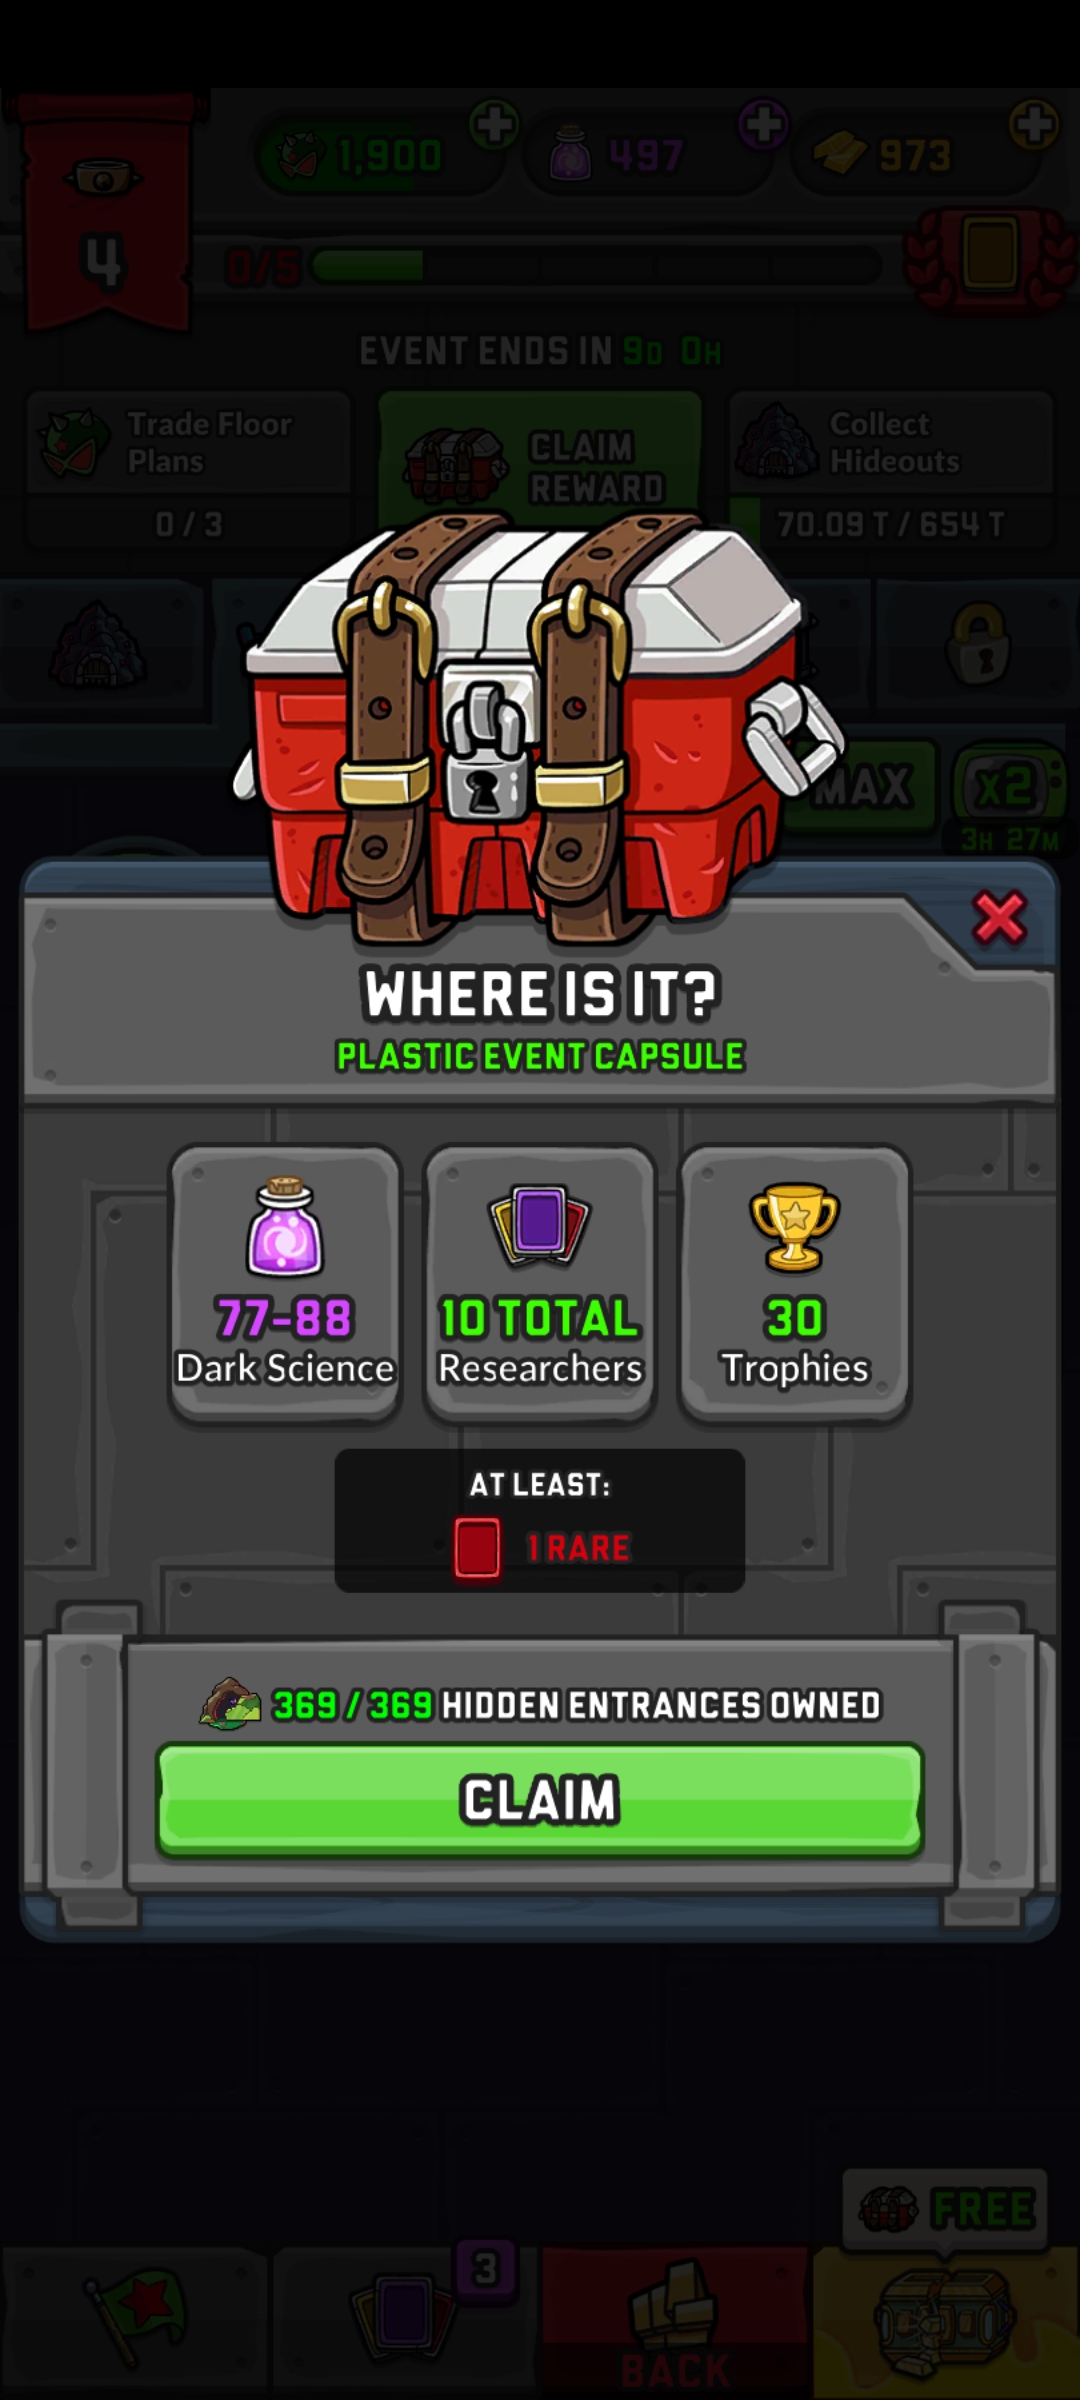 1,900
497
973
4
0/5
EVENT ENDS IN 9D 0H
Trade Floor
Plans
0 / 3
CLAIM
REWARD
Collect
Hideouts
70.09 T / 654 T
MAX
x2
3H 27M
WHERE IS IT?
PLASTIC EVENT CAPSULE
77-88
Dark Science
10 TOTAL
Researchers
30
Trophies
AT LEAST:
1 RARE
369 / 369 HIDDEN ENTRANCES OWNED
CLAIM
FREE
3
BACK